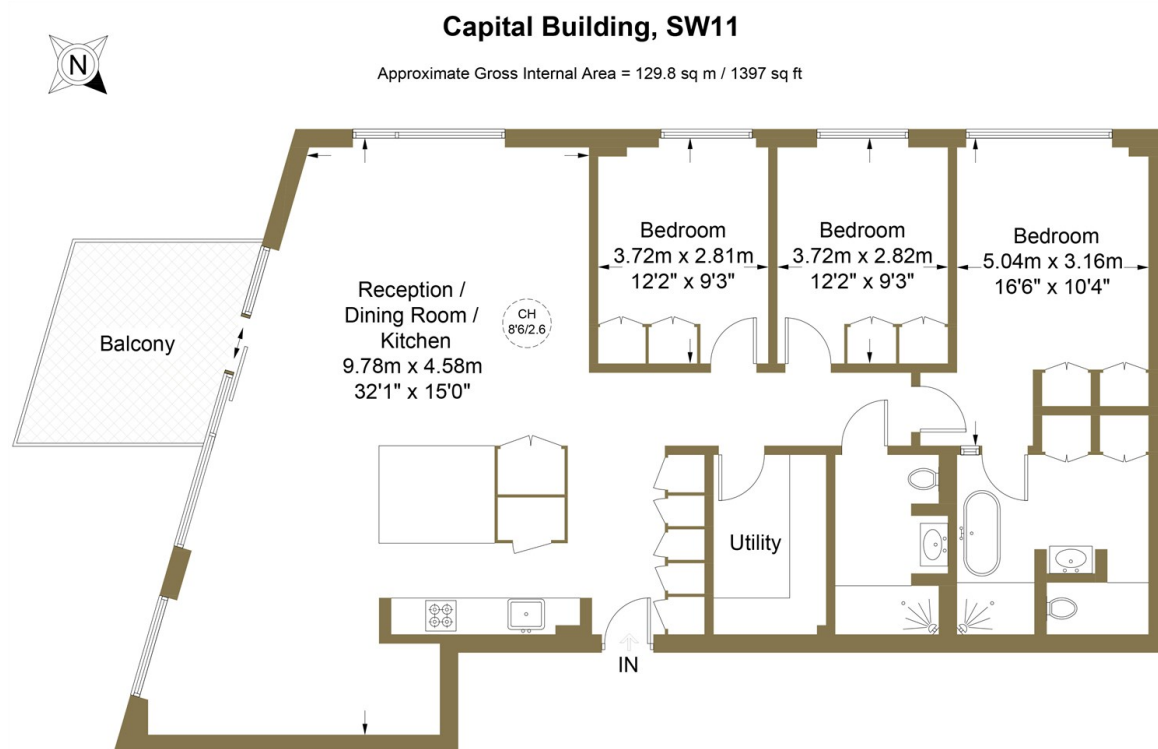 Capital Building, SW11
N
Approximate Gross Internal Area = 129.8 sq m / 1397 sq ft
Bedroom
3.72m x 2.81m
12'2" x 9'3"
Bedroom
3.72m x 2.82m
12'2" x 9'3"
Bedroom
5.04m x 3.16m
16'6" x 10'4"
Reception /
Dining Room /
Kitchen
9.78m x 4.58m
32'1" x 15'0"
CH
8'6/2.6
Balcony
Utility
IN